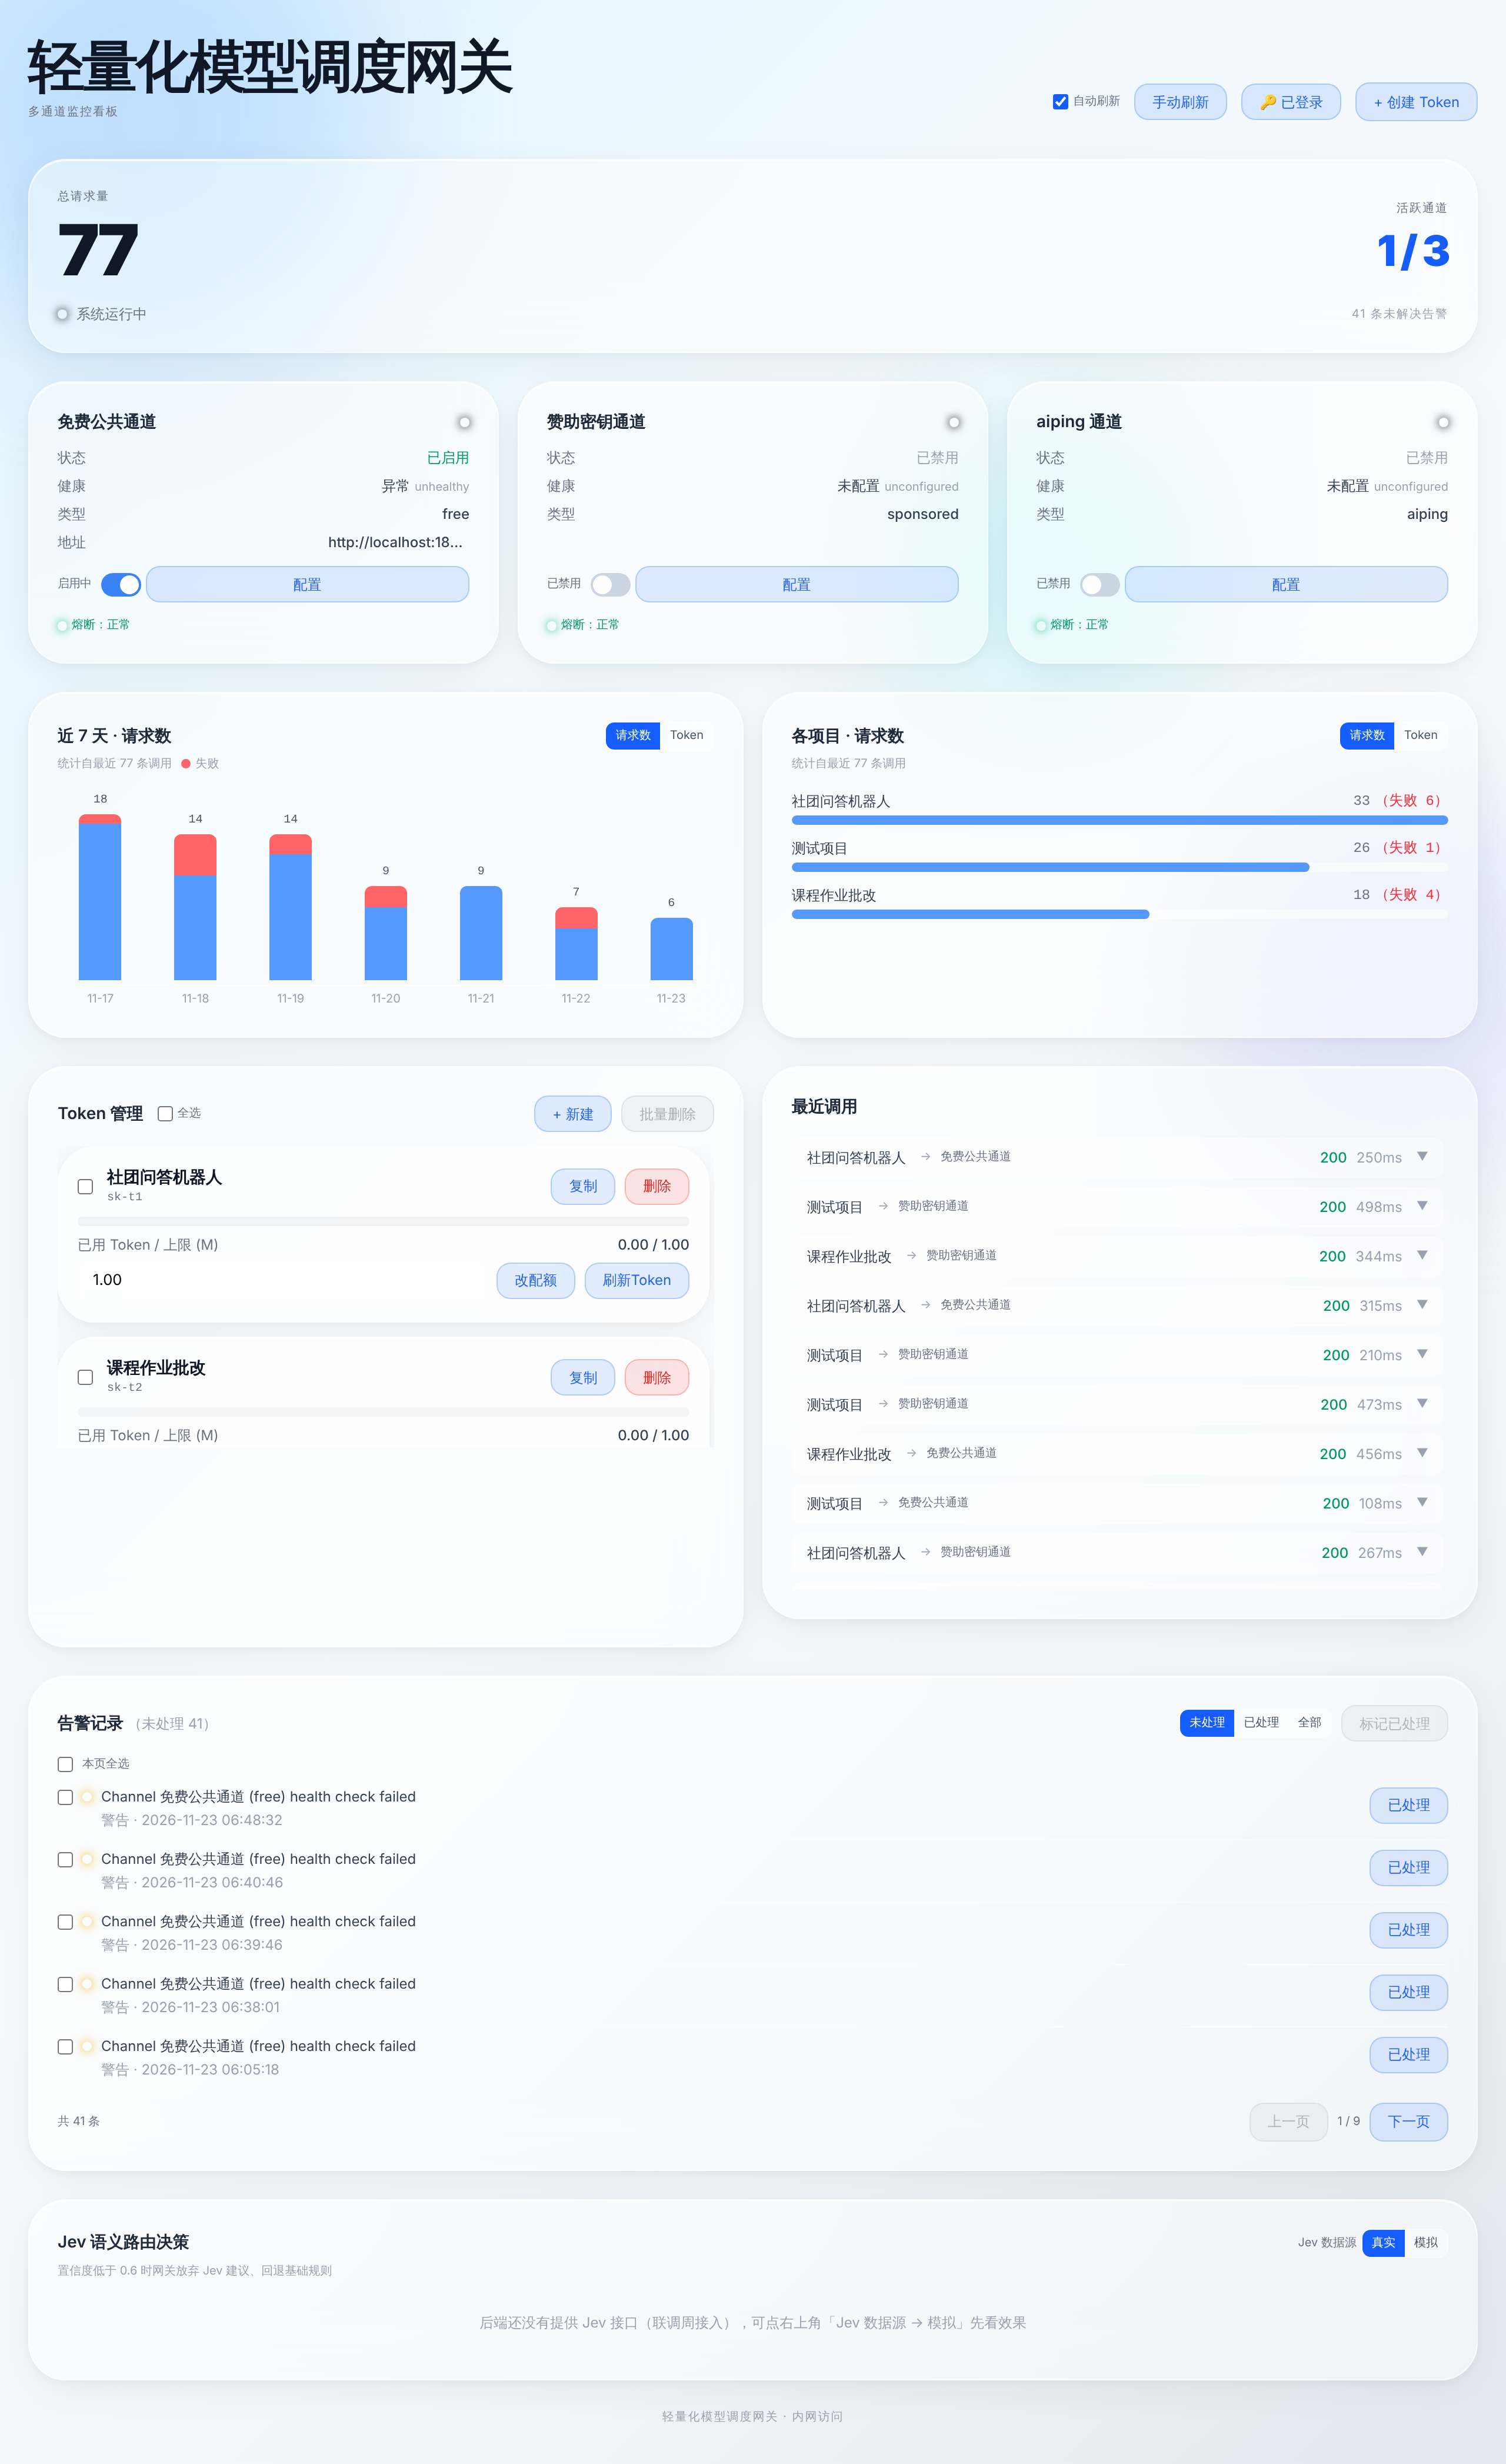 轻量化模型调度网关
多通道监控看板
自动刷新 手动刷新 🔑 已登录 + 创建 Token
总请求量
77
系统运行中
活跃通道
1/3
41 条未解决告警
免费公共通道
状态 已启用
健康 异常 unhealthy
类型 free
地址 http://localhost:18...
启用中 配置
熔断：正常
赞助密钥通道
状态 已禁用
健康 未配置 unconfigured
类型 sponsored
已禁用 配置
熔断：正常
aiping 通道
状态 已禁用
健康 未配置 unconfigured
类型 aiping
已禁用 配置
熔断：正常
近 7 天 · 请求数 请求数 Token
统计自最近 77 条调用 失败
18 14 14 9 9 7 6
11-17 11-18 11-19 11-20 11-21 11-22 11-23
各项目 · 请求数 请求数 Token
统计自最近 77 条调用
社团问答机器人 33 （失败 6）
测试项目 26 （失败 1）
课程作业批改 18 （失败 4）
Token 管理 全选 + 新建 批量删除
社团问答机器人 复制 删除
sk-t1
已用 Token / 上限 (M) 0.00 / 1.00
1.00 改配额 刷新Token
课程作业批改 复制 删除
sk-t2
已用 Token / 上限 (M) 0.00 / 1.00
最近调用
社团问答机器人 → 免费公共通道 200 250ms ▼
测试项目 → 赞助密钥通道 200 498ms ▼
课程作业批改 → 赞助密钥通道 200 344ms ▼
社团问答机器人 → 免费公共通道 200 315ms ▼
测试项目 → 赞助密钥通道 200 210ms ▼
测试项目 → 赞助密钥通道 200 473ms ▼
课程作业批改 → 免费公共通道 200 456ms ▼
测试项目 → 免费公共通道 200 108ms ▼
社团问答机器人 → 赞助密钥通道 200 267ms ▼
告警记录 （未处理 41） 未处理 已处理 全部 标记已处理
本页全选
Channel 免费公共通道 (free) health check failed 已处理
警告 · 2026-11-23 06:48:32
Channel 免费公共通道 (free) health check failed 已处理
警告 · 2026-11-23 06:40:46
Channel 免费公共通道 (free) health check failed 已处理
警告 · 2026-11-23 06:39:46
Channel 免费公共通道 (free) health check failed 已处理
警告 · 2026-11-23 06:38:01
Channel 免费公共通道 (free) health check failed 已处理
警告 · 2026-11-23 06:05:18
共 41 条 上一页 1 / 9 下一页
Jev 语义路由决策 Jev 数据源 真实 模拟
置信度低于 0.6 时网关放弃 Jev 建议、回退基础规则
后端还没有提供 Jev 接口（联调周接入），可点右上角「Jev 数据源 → 模拟」先看效果
轻量化模型调度网关 · 内网访问